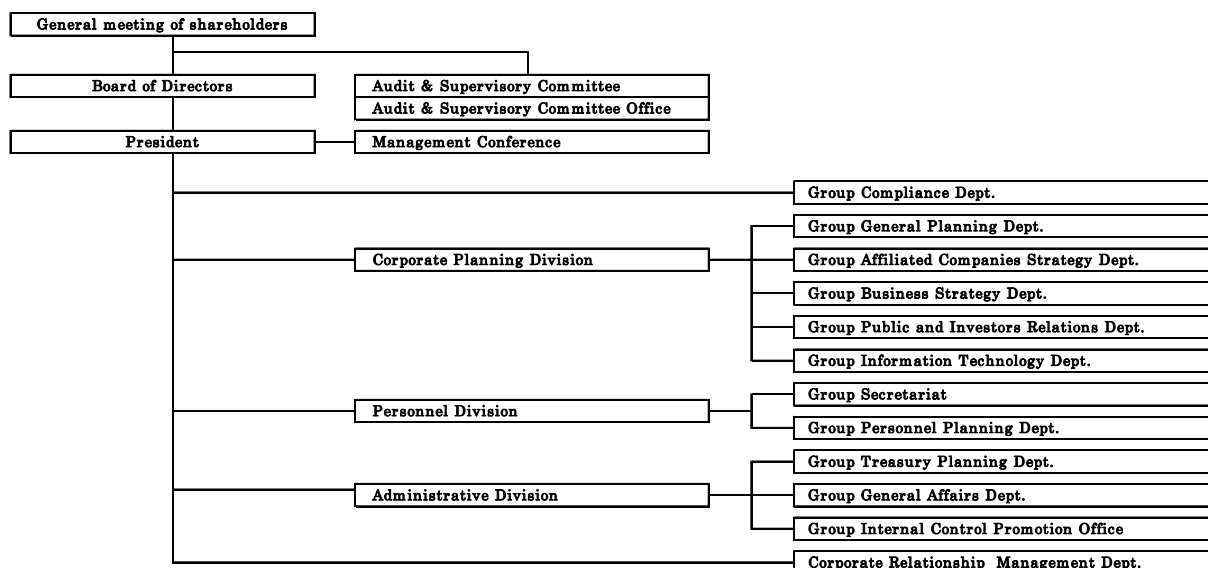 General meeting of shareholders
Board of Directors
Audit & Supervisory Committee
Audit & Supervisory Committee Office
President
Management Conference
Group Compliance Dept.
Group General Planning Dept.
Corporate Planning Division
Group Affiliated Companies Strategy Dept.
Group Business Strategy Dept.
Group Public and Investors Relations Dept.
Group Information Technology Dept.
Group Secretariat
Personnel Division
Group Personnel Planning Dept.
Group Treasury Planning Dept.
Administrative Division
Group General Affairs Dept.
Group Internal Control Promotion Office
Corporate Relationship Management Dept.